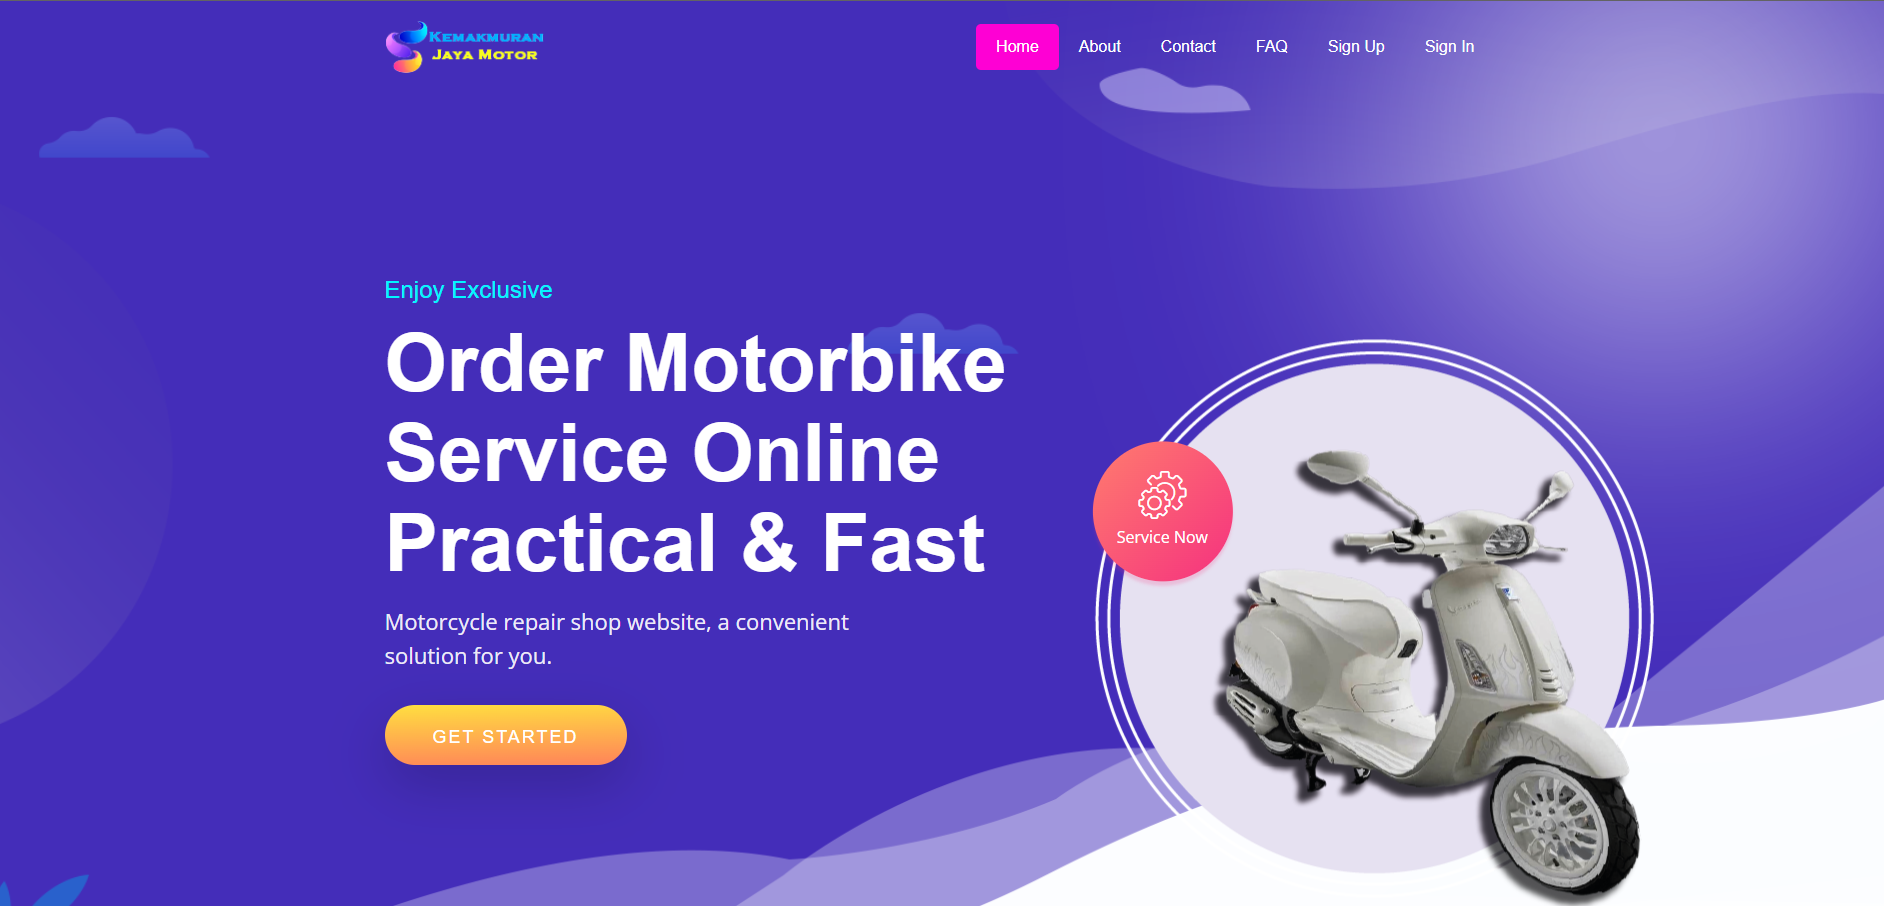 KEMAKMURAN
JAYA MOTOR
Home
About
Contact
FAQ
Sign Up
Sign In
Enjoy Exclusive
Order Motorbike
Service Online
Practical & Fast
Motorcycle repair shop website, a convenient
solution for you.
GET STARTED
Service Now
Vespa